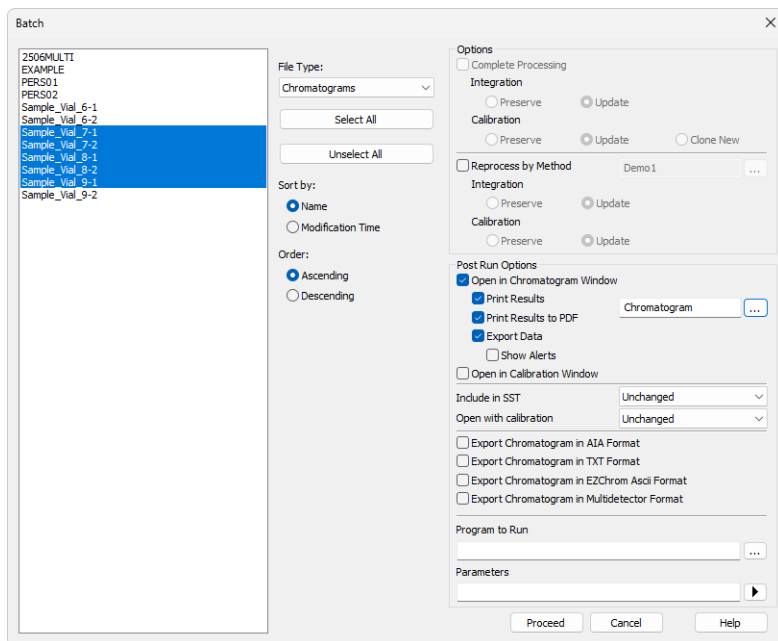 Batch
2506MULTI
EXAMPLE
PERS01
PERS02
Sample_Vial_6-1
Sample_Vial_6-2
Sample_Vial_7-1
Sample_Vial_7-2
Sample_Vial_8-1
Sample_Vial_8-2
Sample_Vial_9-1
Sample_Vial_9-2
File Type:
Chromatograms
Select All
Unselect All
Sort by:
Name
Modification Time
Order:
Ascending
Descending
Options
Complete Processing
Integration
Preserve Update
Calibration
Preserve Update Clone New
Reprocess by Method Demo1 ...
Integration
Preserve Update
Calibration
Preserve Update
Post Run Options
Open in Chromatogram Window
Print Results Chromatogram ...
Print Results to PDF
Export Data
Show Alerts
Open in Calibration Window
Include in SST Unchanged
Open with calibration Unchanged
Export Chromatogram in AIA Format
Export Chromatogram in TXT Format
Export Chromatogram in EZChrom Ascii Format
Export Chromatogram in Multidetector Format
Program to Run
...
Parameters
Proceed Cancel Help